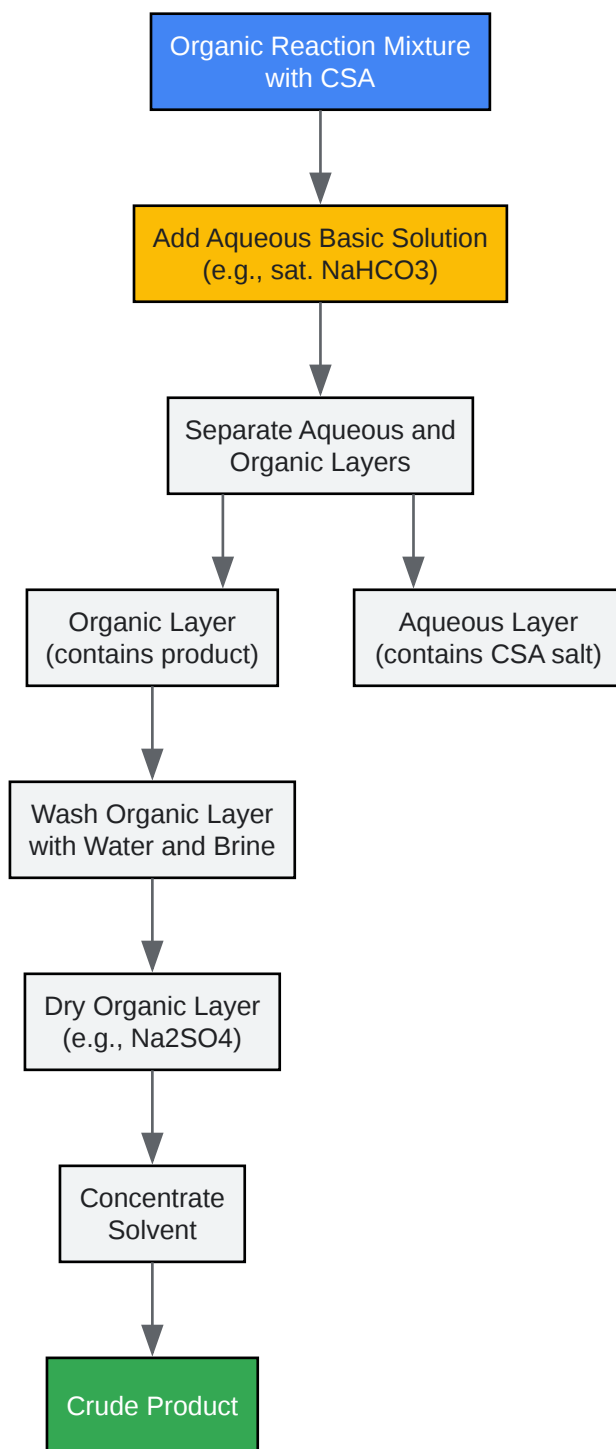 Organic Reaction Mixture
with CSA
Add Aqueous Basic Solution
(e.g., sat. NaHCO3)
Separate Aqueous and
Organic Layers
Organic Layer
(contains product)
Aqueous Layer
(contains CSA salt)
Wash Organic Layer
with Water and Brine
Dry Organic Layer
(e.g., Na2SO4)
Concentrate
Solvent
Crude Product